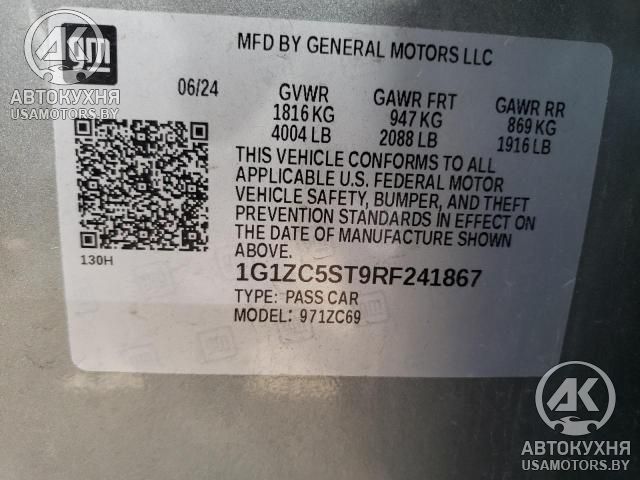 gm
MFD BY GENERAL MOTORS LLC
06/24
GVWR
1816 KG
4004 LB
GAWR FRT
947 KG
2088 LB
GAWR RR
869 KG
1916 LB
THIS VEHICLE CONFORMS TO ALL
APPLICABLE U.S. FEDERAL MOTOR
VEHICLE SAFETY, BUMPER, AND THEFT
PREVENTION STANDARDS IN EFFECT ON
THE DATE OF MANUFACTURE SHOWN
ABOVE.
130H
1G1ZC5ST9RF241867
TYPE: PASS CAR
MODEL: 971ZC69
АК
АВТОКУХНЯ
USAMOTORS.BY
АК
АВТОКУХНЯ
USAMOTORS.BY